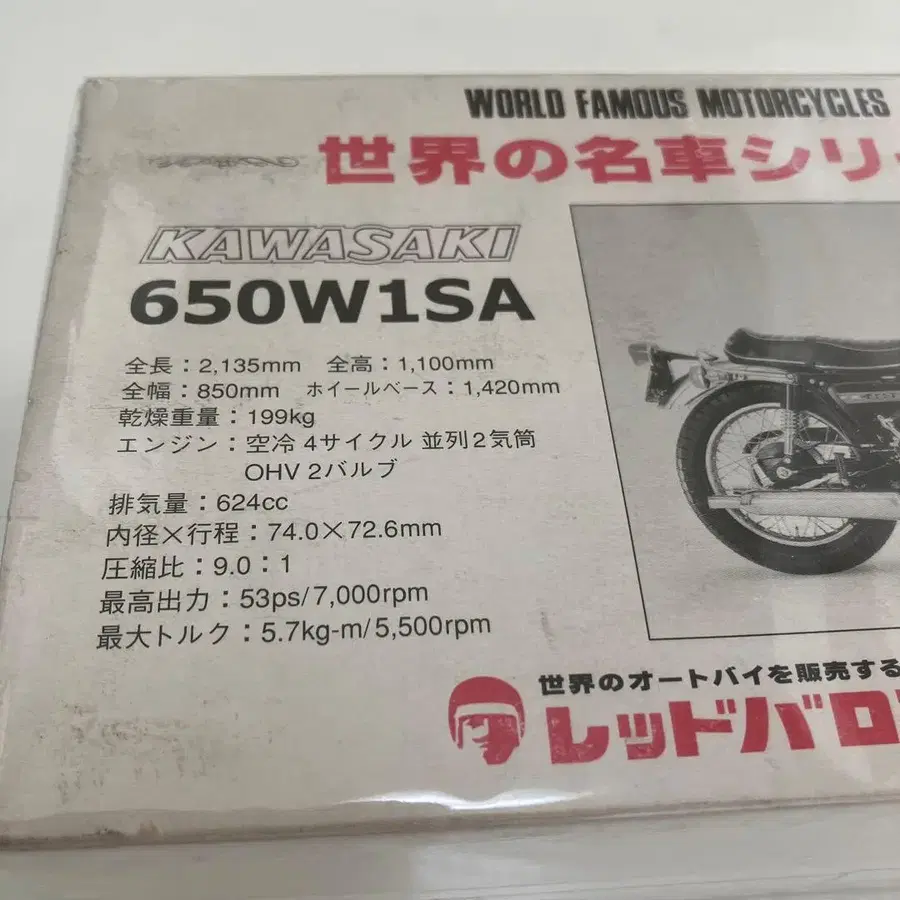 WORLD FAMOUS MOTORCYCLES
世界の名車シリ
KAWASAKI
650W1SA
全長：2,135mm 全高：1,100mm
全幅：850mm ホイールベース：1,420mm
乾燥重量：199kg
エンジン：空冷4サイクル 並列2気筒
OHV 2バルブ
排気量：624cc
内径×行程：74.0×72.6mm
圧縮比：9.0：1
最高出力：53ps/7,000rpm
最大トルク：5.7kg-m/5,500rpm
世界のオートバイを販売する
レッドバロ